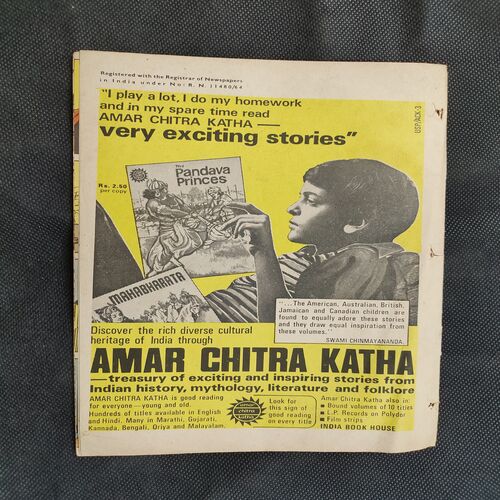 Registered with the Registrar of Newspapers
in India under No: R. N. 11480/64
"I play a lot, I do my homework
and in my spare time read
AMAR CHITRA KATHA —
very exciting stories"
USP/ACK-3
The
Pandava
Princes
Rs. 2.50
per copy
MAHABHARATA
"...The American, Australian, British,
Jamaican and Canadian children are
found to equally adore these stories
and they draw equal inspiration from
these volumes."
SWAMI CHINMAYANANDA.
Discover the rich diverse cultural
heritage of India through
AMAR CHITRA KATHA
—treasury of exciting and inspiring stories from
Indian history, mythology, literature and folklore
AMAR CHITRA KATHA is good reading
for everyone—young and old.
Hundreds of titles available in English
and Hindi. Many in Marathi, Gujarati,
Kannada, Bengali, Oriya and Malayalam.
amar
chitra
katha
Look for
this sign of
good reading
on every title
Amar Chitra Katha also in:
■ Bound volumes of 10 titles
■ L.P. Records on Polydor
■ Film strips
INDIA BOOK HOUSE